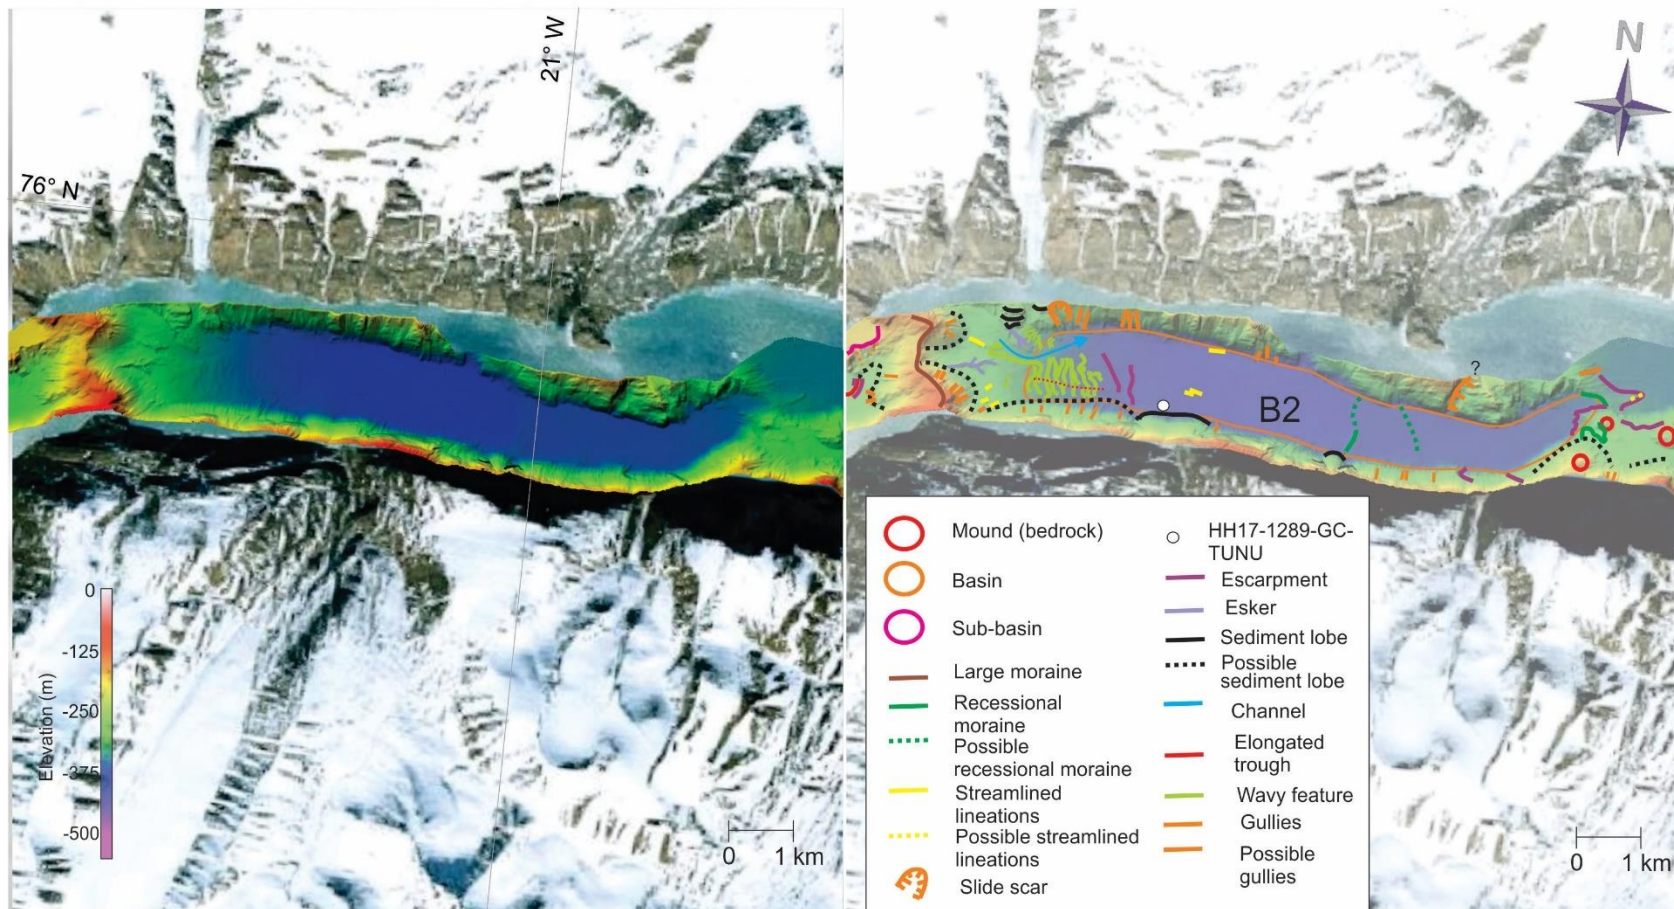 21° W
76° N
0
-125
-250
-375
-500
Elevation (m)
0 1 km
N
?
B2
Mound (bedrock)
Basin
Sub-basin
Large moraine
Recessional
moraine
Possible
recessional moraine
Streamlined
lineations
Possible streamlined
lineations
Slide scar
HH17-1289-GC-
TUNU
Escarpment
Esker
Sediment lobe
Possible
sediment lobe
Channel
Elongated
trough
Wavy feature
Gullies
Possible
gullies
0 1 km